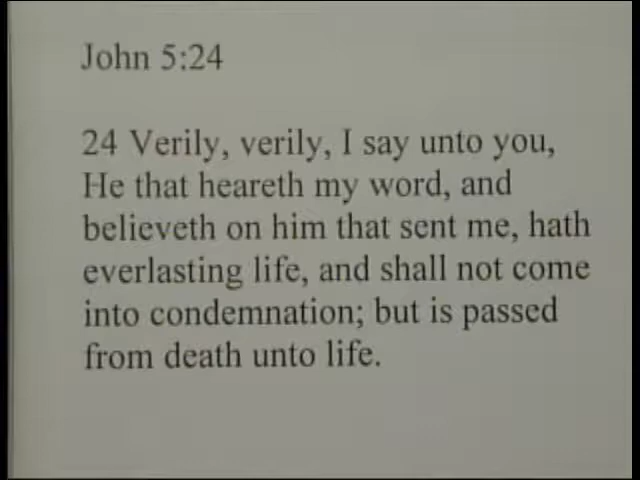 John 5:24
24 Verily, verily, I say unto you,
He that heareth my word, and
believeth on him that sent me, hath
everlasting life, and shall not come
into condemnation; but is passed
from death unto life.